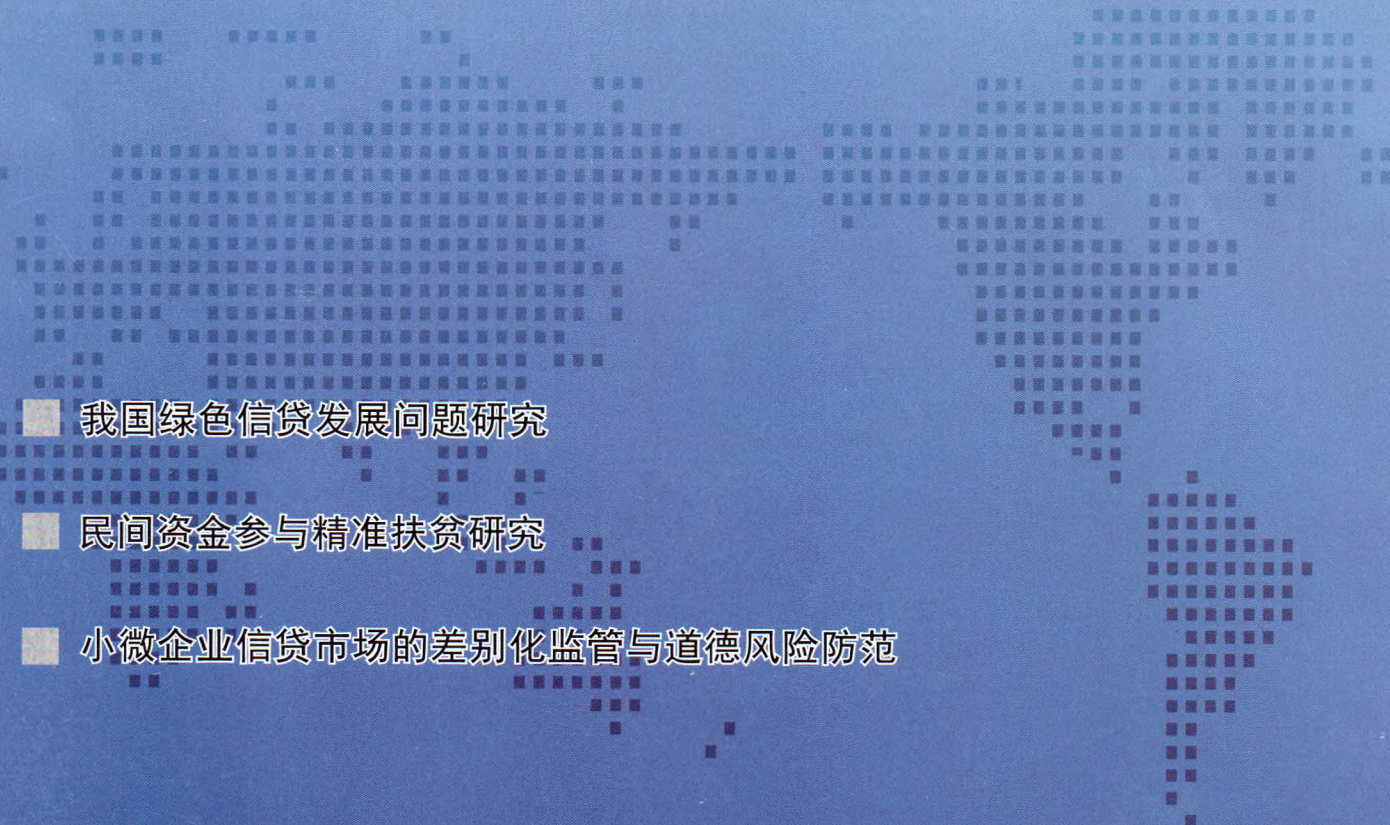 我国绿色信贷发展问题研究
民间资金参与精准扶贫研究
小微企业信贷市场的差别化监管与道德风险防范